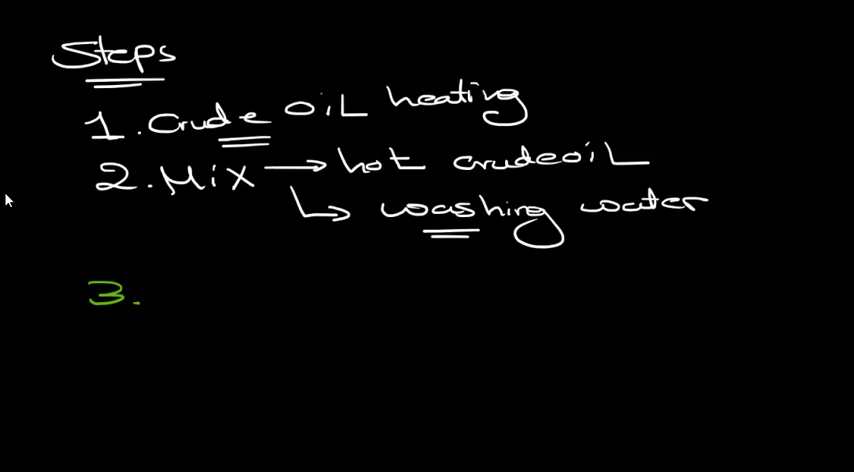 Steps
1. Crude oil heating
2. Mix → hot crudeoil
↳ washing water
3.